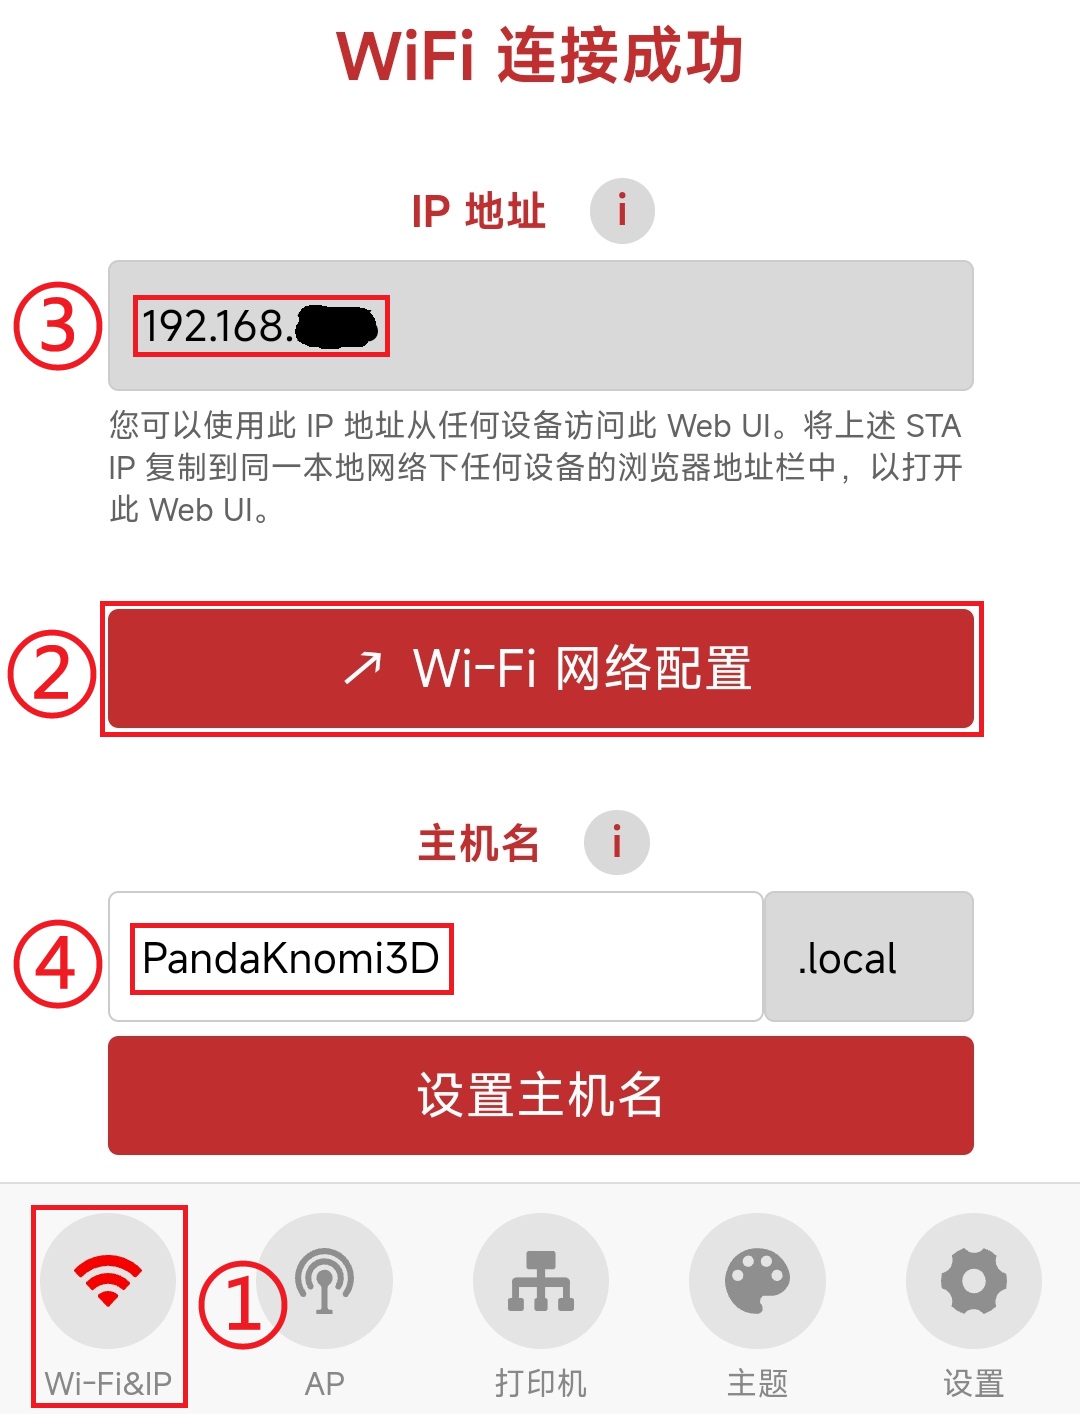 WiFi 连接成功
IP 地址 i
③ 192.168.
您可以使用此 IP 地址从任何设备访问此 Web UI。将上述 STA
IP 复制到同一本地网络下任何设备的浏览器地址栏中，以打开
此 Web UI。
② ↗ Wi-Fi 网络配置
主机名 i
④ PandaKnomi3D .local
设置主机名
①
Wi-Fi&IP AP 打印机 主题 设置